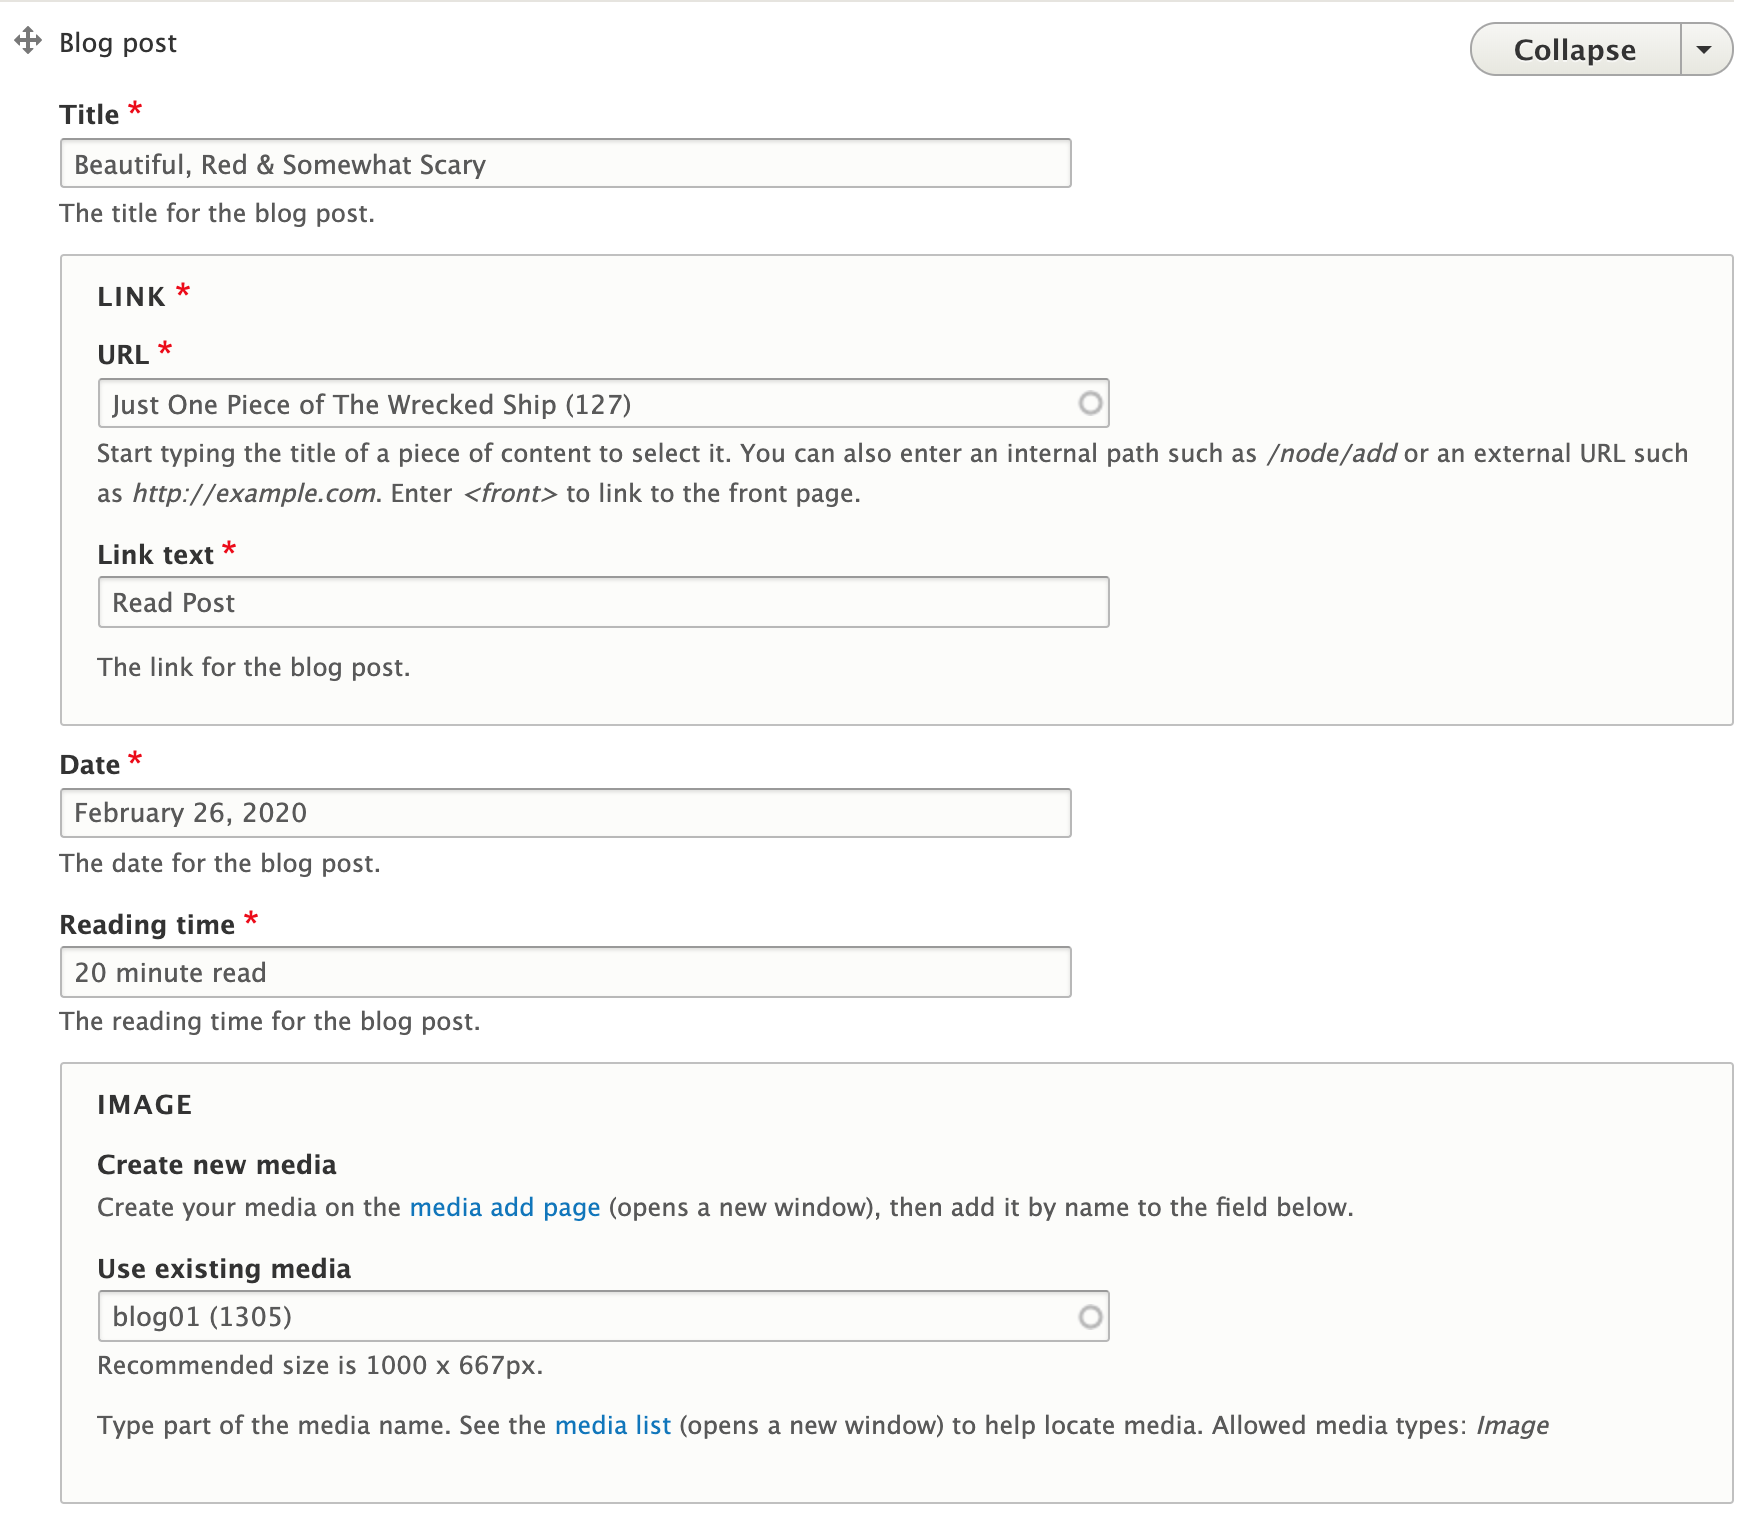 Blog post
Collapse
Title *
Beautiful, Red & Somewhat Scary
The title for the blog post.
LINK *
URL *
Just One Piece of The Wrecked Ship (127)
Start typing the title of a piece of content to select it. You can also enter an internal path such as /node/add or an external URL such
as http://example.com. Enter <front> to link to the front page.
Link text *
Read Post
The link for the blog post.
Date *
February 26, 2020
The date for the blog post.
Reading time *
20 minute read
The reading time for the blog post.
IMAGE
Create new media
Create your media on the media add page (opens a new window), then add it by name to the field below.
Use existing media
blog01 (1305)
Recommended size is 1000 x 667px.
Type part of the media name. See the media list (opens a new window) to help locate media. Allowed media types: Image